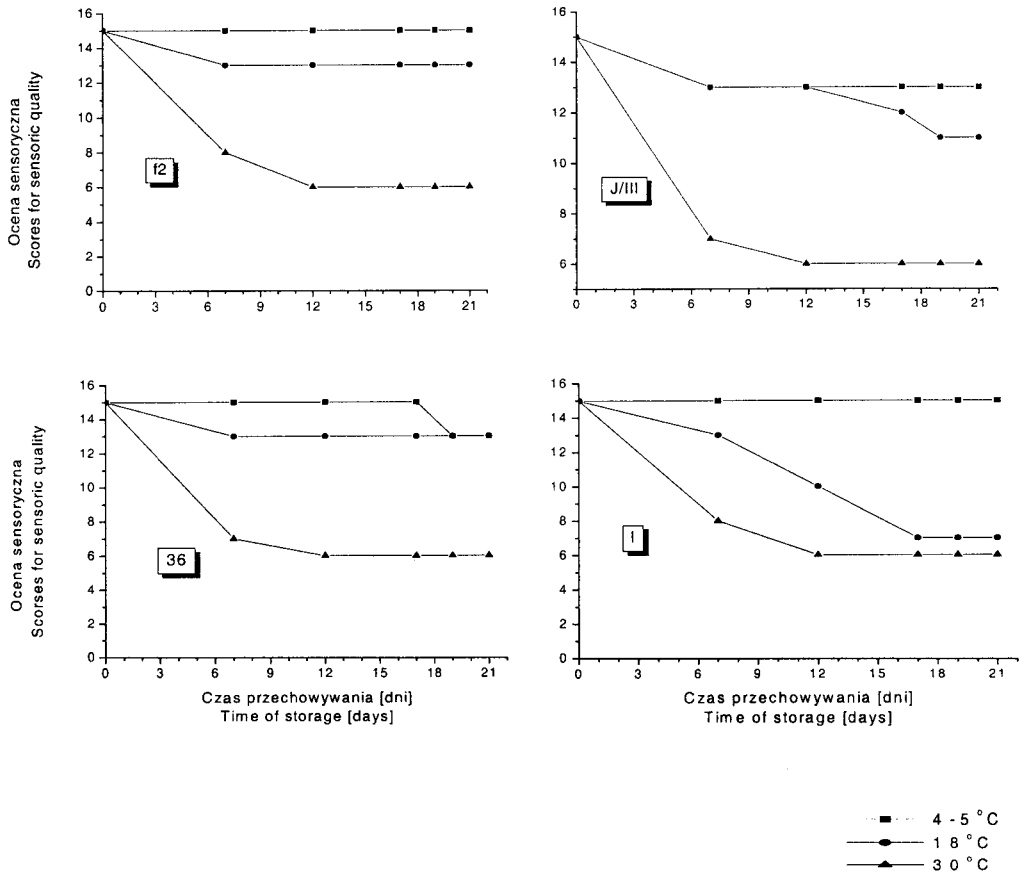 Ocena sensoryczna
Scores for sensoric quality
16
14
12
10
8
6
4
2
0
f2
0 3 6 9 12 15 18 21
16
14
12
10
8
6
J/III
0 3 6 9 12 15 18 21
Ocena sensoryczna
Scorses for sensoric quality
16
14
12
10
8
6
4
2
0
36
0 3 6 9 12 15 18 21
Czas przechowywania [dni]
Time of storage [days]
16
14
12
10
8
6
4
2
0
0 3 6 9 12 15 18 21
Czas przechowywania [dni]
Time of storage [days]
4 - 5 °C
18 °C
30 °C